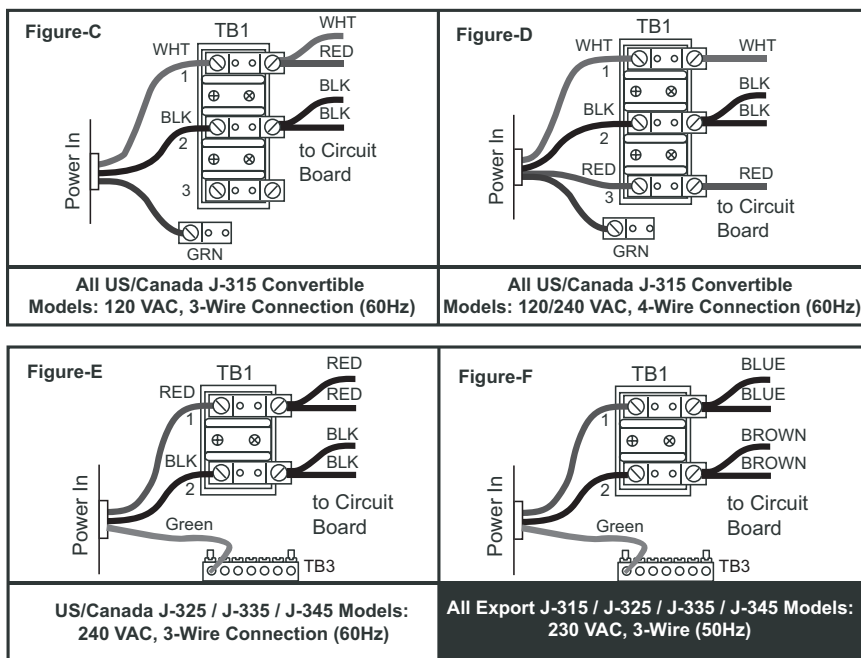 Figure-C
TB1
WHT
WHT
RED
1
BLK
BLK
BLK
2
to Circuit
Board
3
Power In
GRN
All US/Canada J-315 Convertible
Models: 120 VAC, 3-Wire Connection (60Hz)
Figure-D
TB1
WHT
WHT
1
BLK
BLK
BLK
2
RED
RED
3
to Circuit
Board
Power In
GRN
All US/Canada J-315 Convertible
Models: 120/240 VAC, 4-Wire Connection (60Hz)
Figure-E
TB1
RED
RED
RED
1
BLK
BLK
BLK
2
to Circuit
Board
Green
Power In
TB3
US/Canada J-325 / J-335 / J-345 Models:
240 VAC, 3-Wire Connection (60Hz)
Figure-F
TB1
BLUE
BLUE
1
BROWN
BROWN
2
to Circuit
Board
Green
Power In
TB3
All Export J-315 / J-325 / J-335 / J-345 Models:
230 VAC, 3-Wire (50Hz)